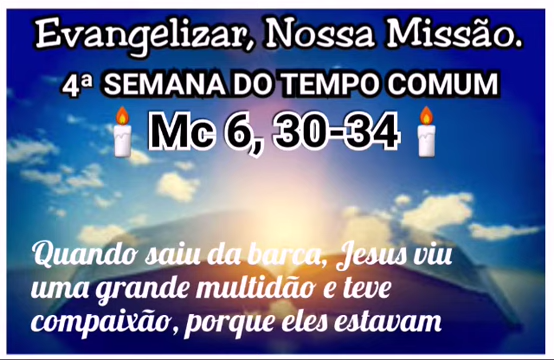 Evangelizar, Nossa Missão.
4ª SEMANA DO TEMPO COMUM
Mc 6, 30-34
Quando saiu da barca, Jesus viu
uma grande multidão e teve
compaixão, porque eles estavam